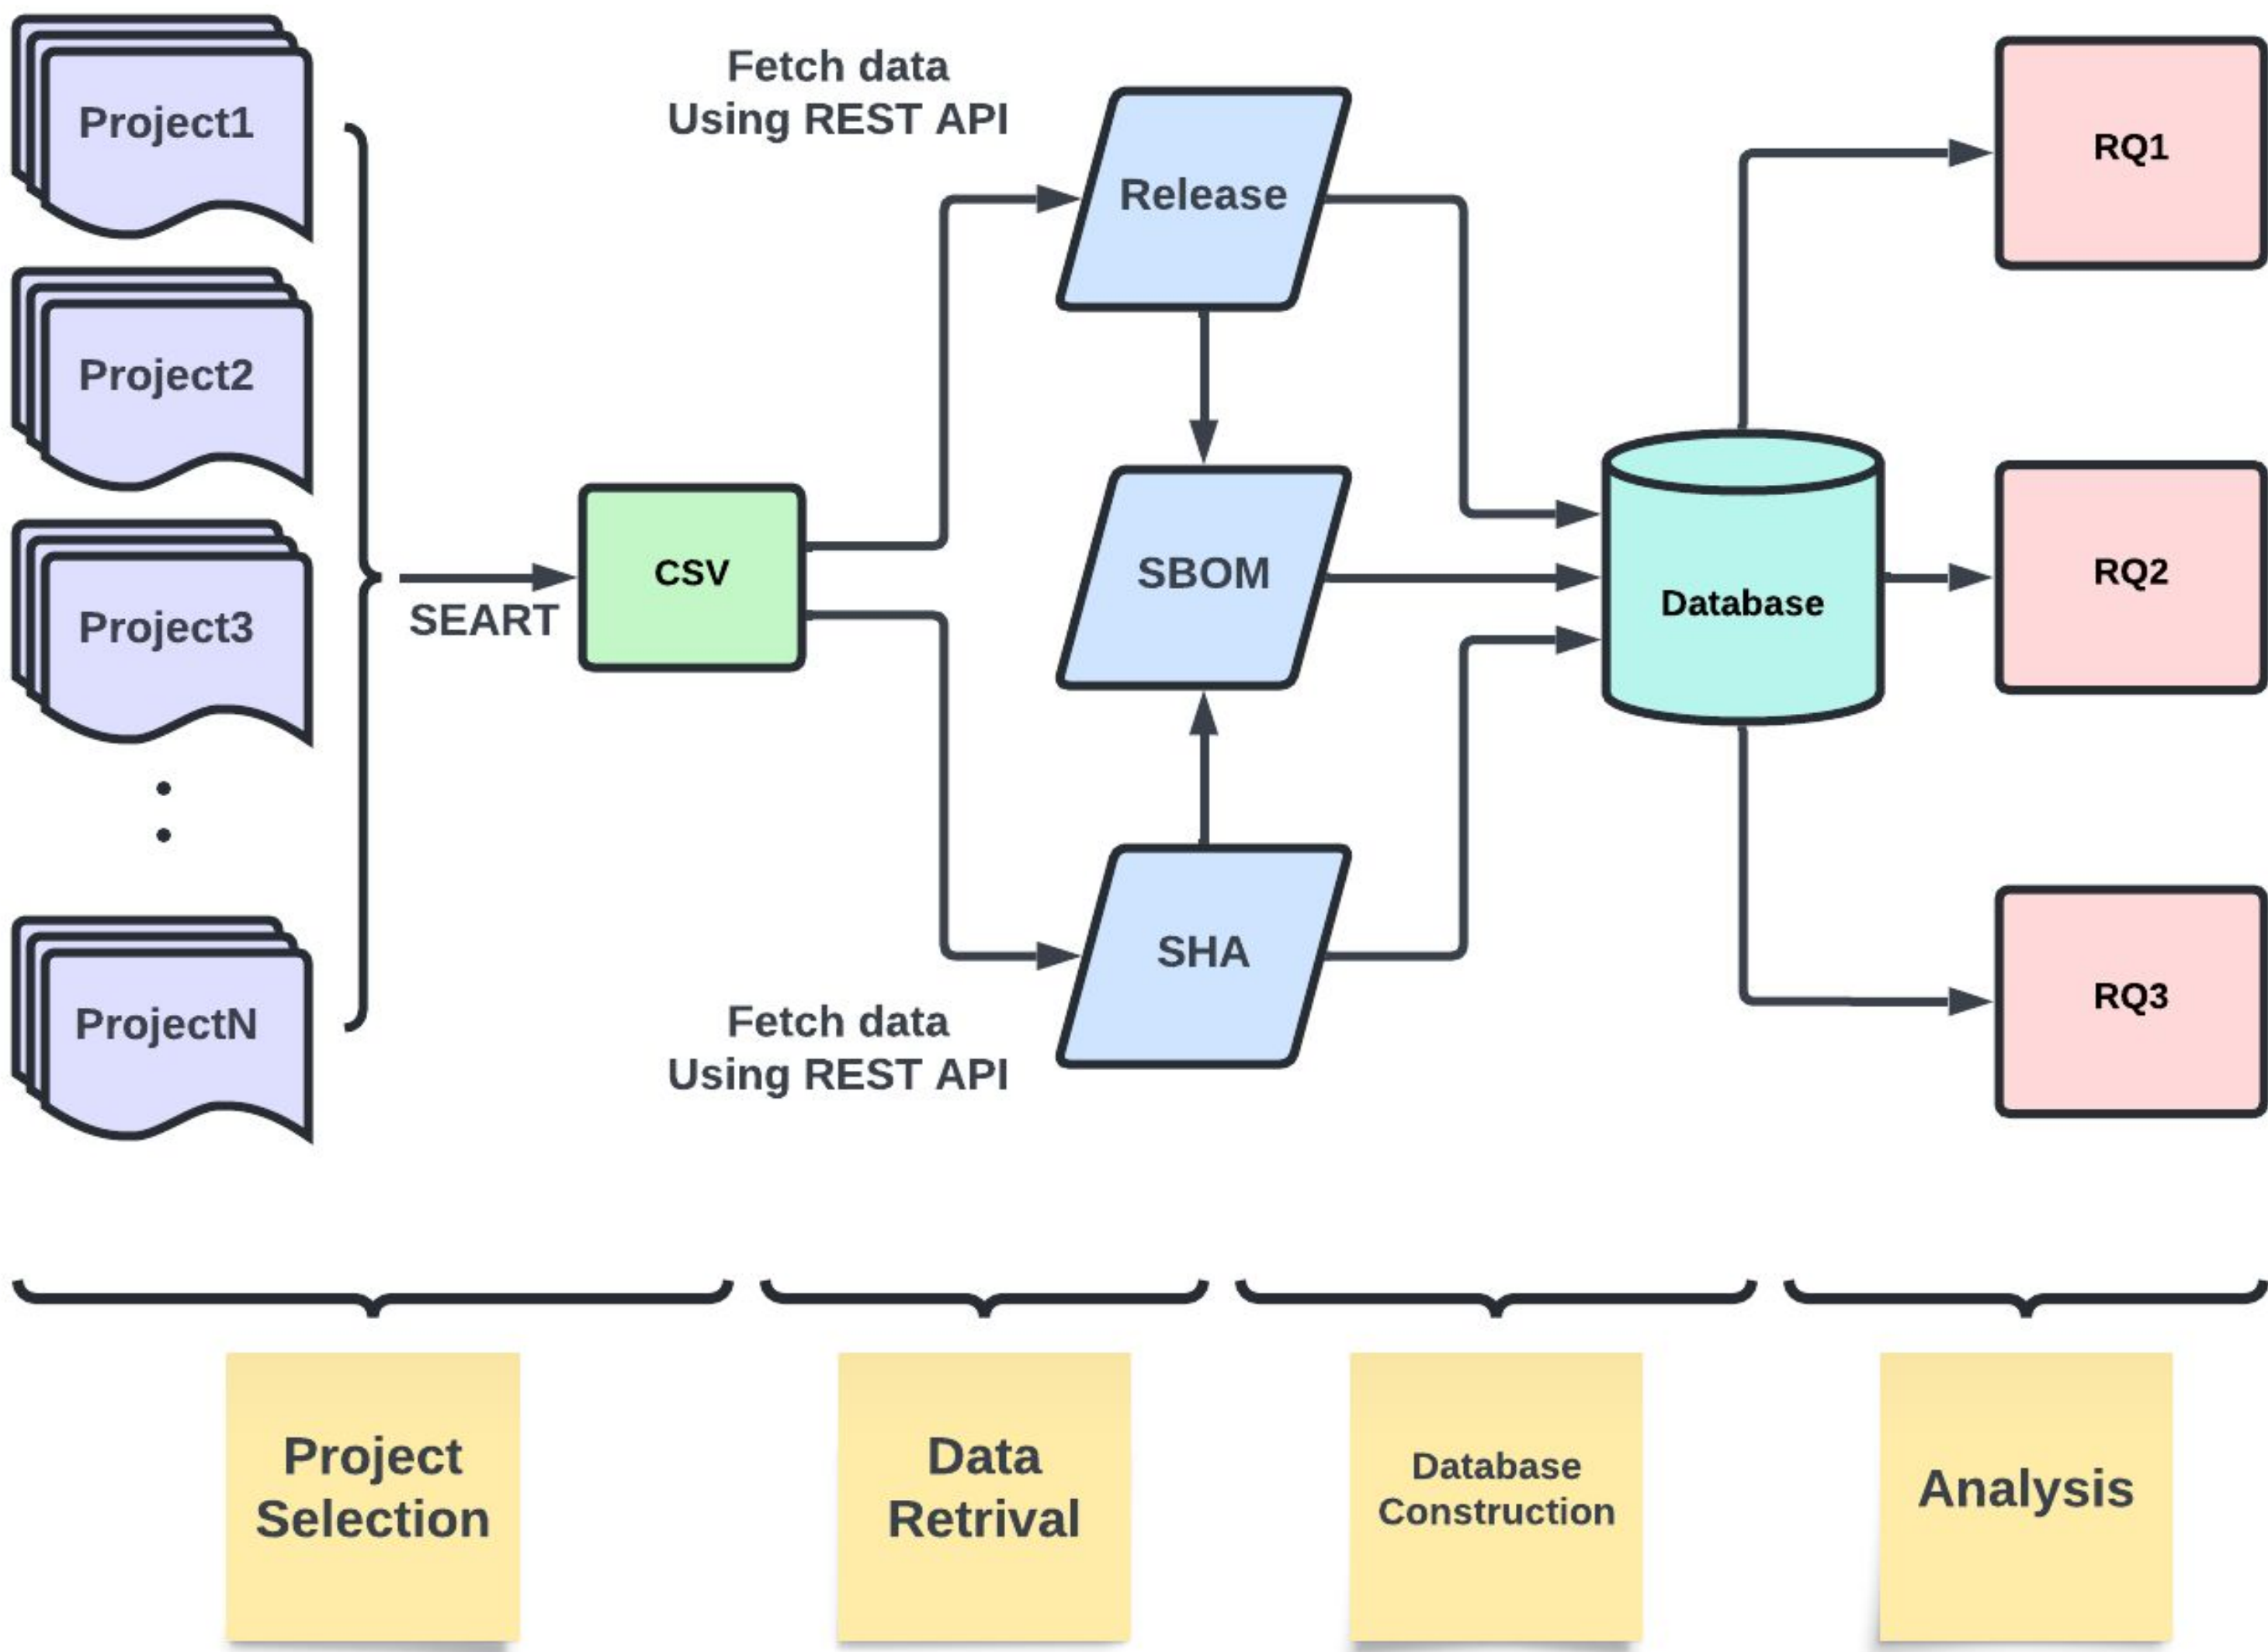 Project1
Project2
Project3
ProjectN
SEART
CSV
Fetch data
Using REST API
Release
SBOM
SHA
Fetch data
Using REST API
Database
RQ1
RQ2
RQ3
Project
Selection
Data
Retrival
Database
Construction
Analysis